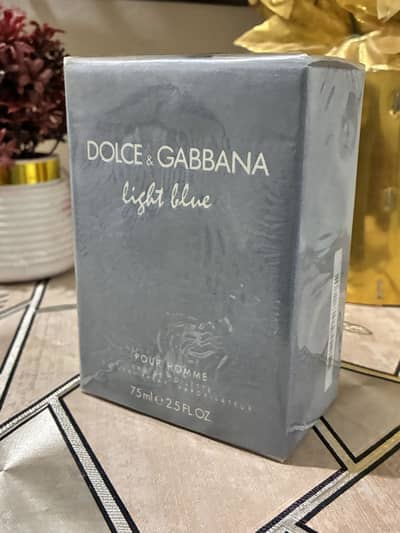 DOLCE & GABBANA
light blue
POUR HOMME
75ml ℮ 2.5 FL OZ